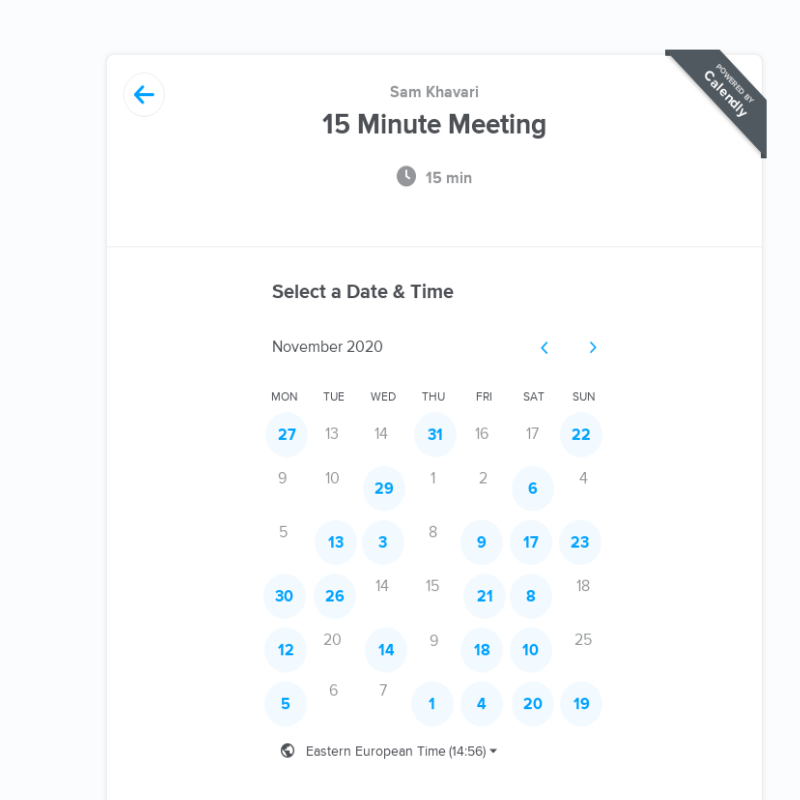 POWERED BY
Calendly
Sam Khavari
15 Minute Meeting
15 min
Select a Date & Time
November 2020
MON TUE WED THU FRI SAT SUN
27 13 14 31 16 17 22
9 10 29 1 2 6 4
5 13 3 8 9 17 23
30 26 14 15 21 8 18
12 20 14 9 18 10 25
5 6 7 1 4 20 19
Eastern European Time (14:56)